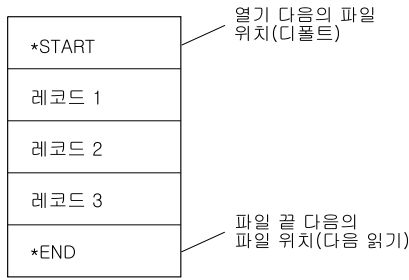 *START
열기 다음의 파일
위치(디폴트)
레코드 1
레코드 2
레코드 3
*END
파일 끝 다음의
파일 위치(다음 읽기)